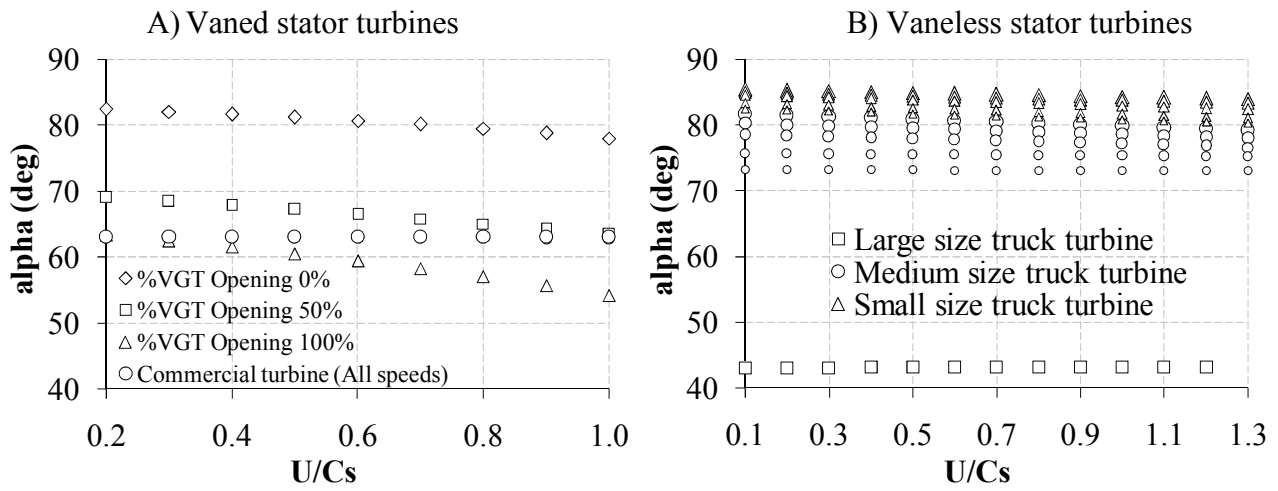 A) Vaned stator turbines
90
80
70
60
50
40
alpha (deg)
%VGT Opening 0%
%VGT Opening 50%
%VGT Opening 100%
Commercial turbine (All speeds)
0.2 0.4 0.6 0.8 1.0
U/Cs
B) Vaneless stator turbines
90
80
70
60
50
40
alpha (deg)
Large size truck turbine
Medium size truck turbine
Small size truck turbine
0.1 0.3 0.5 0.7 0.9 1.1 1.3
U/Cs